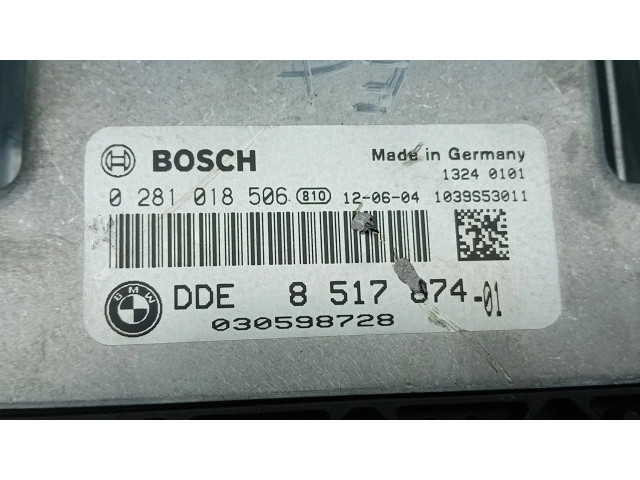 BOSCH
Made in Germany
1324 0101
0 281 018 506 810 12-06-04 1039S53011
BMW
DDE 8 517 874-01
030598728